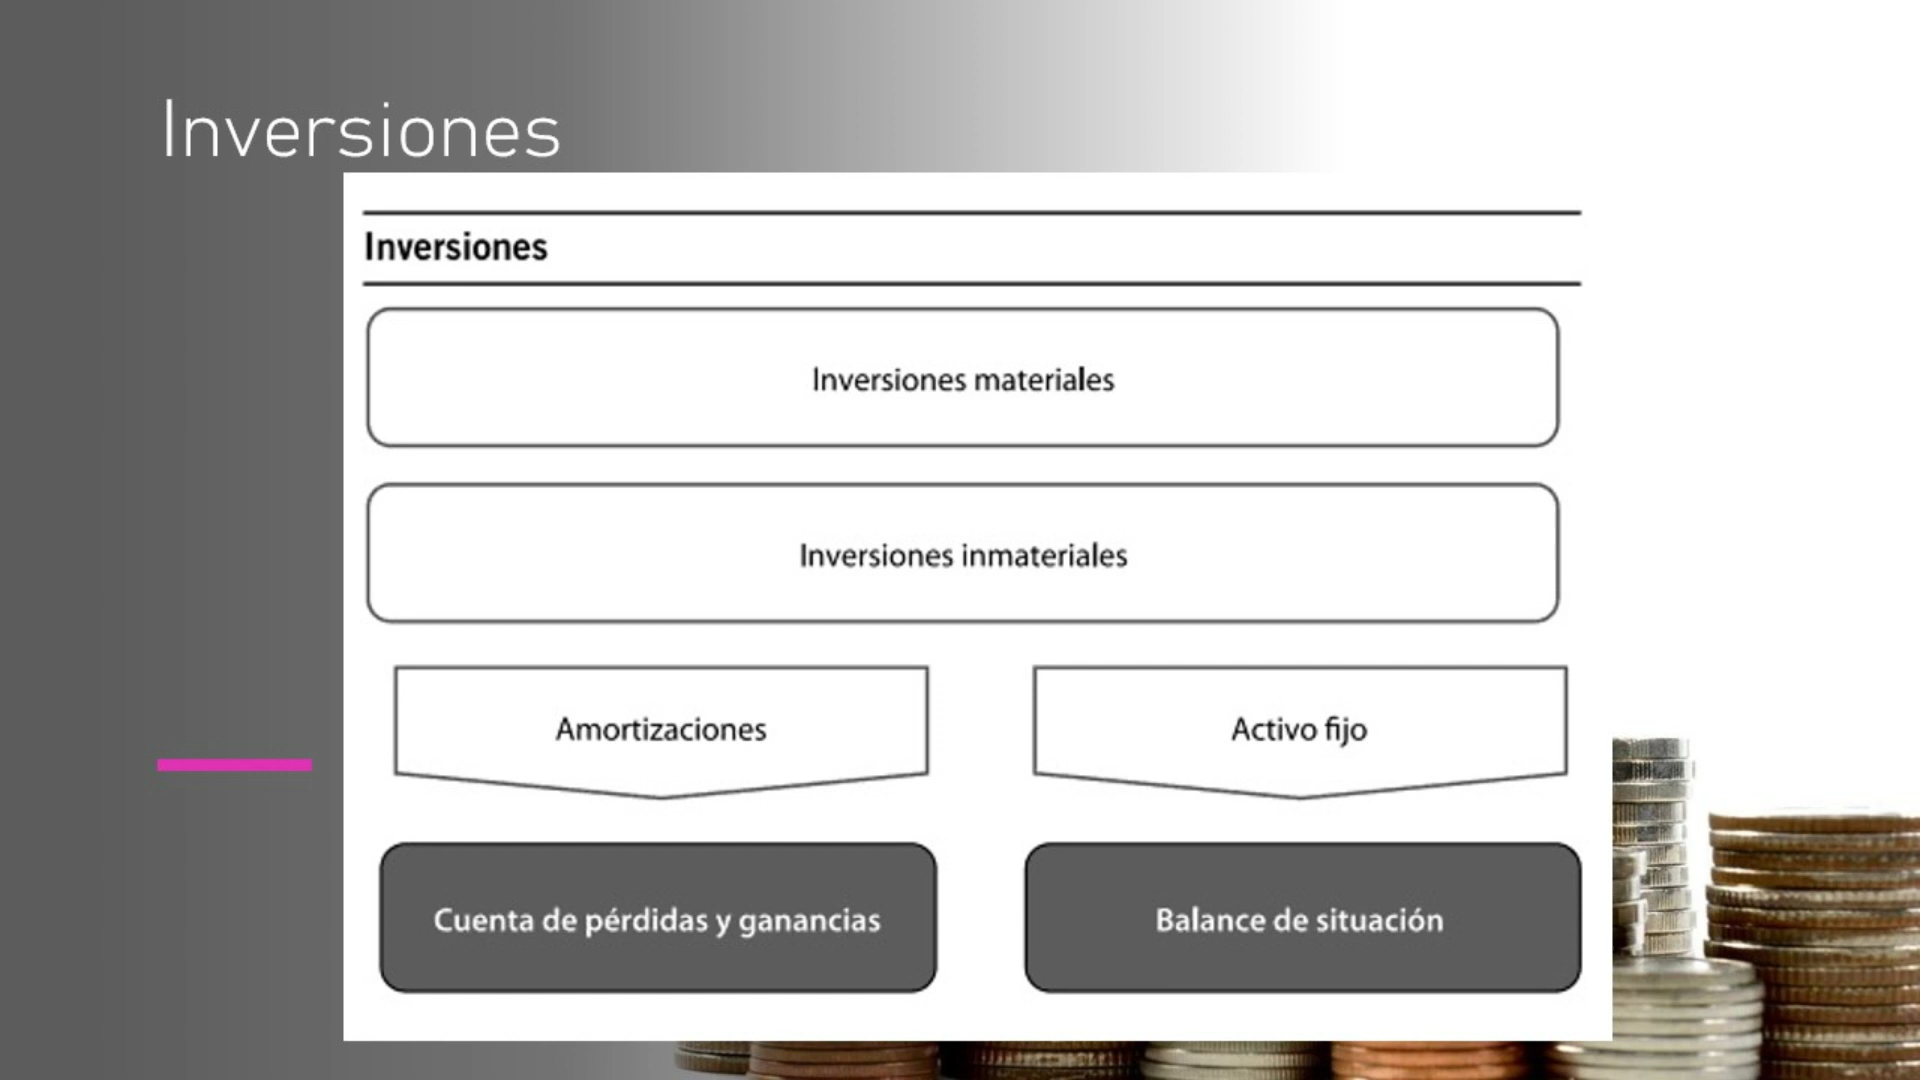 Inversiones
Inversiones
Inversiones materiales
Inversiones inmateriales
Amortizaciones
Activo fijo
Cuenta de pérdidas y ganancias
Balance de situación